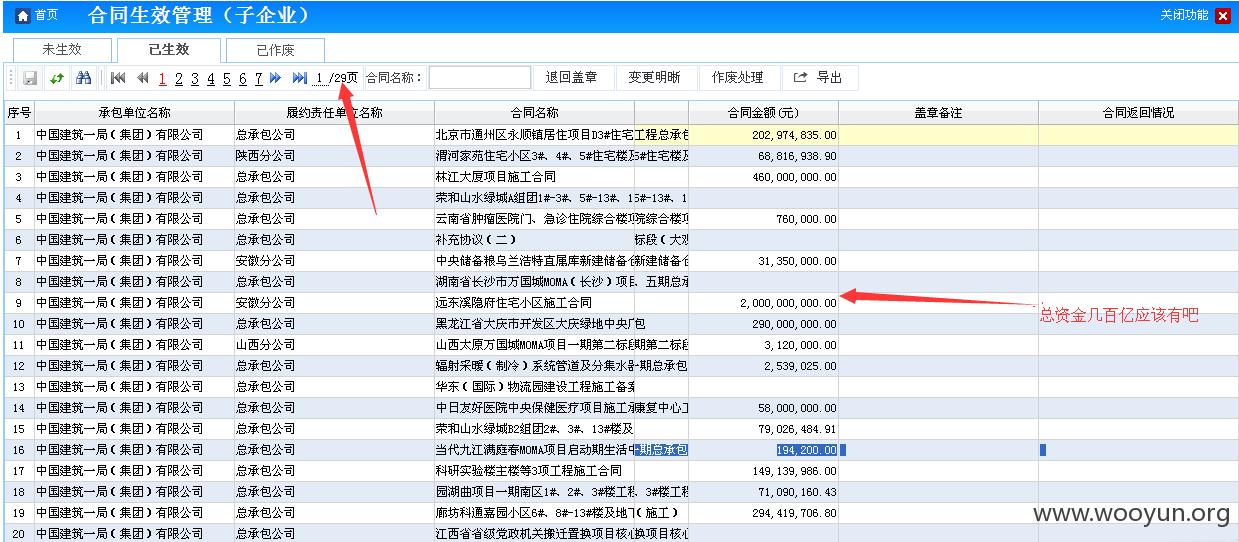 首页 合同生效管理（子企业） 关闭功能
未生效 已生效 已作废
1 2 3 4 5 6 7 1 /29页 合同名称： 退回盖章 变更明晰 作废处理 导出
序号 承包单位名称 履约责任单位名称 合同名称 合同金额(元) 盖章备注 合同返回情况
1 中国建筑一局(集团)有限公司 总承包公司 北京市通州区永顺镇居住项目D3#住宅 工程总承包 202,974,835.00
2 中国建筑一局(集团)有限公司 陕西分公司 渭河家苑住宅小区3#、4#、5#住宅楼及 5#住宅楼及 68,816,938.90
3 中国建筑一局(集团)有限公司 总承包公司 林江大厦项目施工合同 460,000,000.00
4 中国建筑一局(集团)有限公司 总承包公司 荣和山水绿城A组团1#-3#、5#-13#、1 5#-13#、1
5 中国建筑一局(集团)有限公司 总承包公司 云南省肿瘤医院门、急诊住院综合楼项 院综合楼项 760,000.00
6 中国建筑一局(集团)有限公司 总承包公司 补充协议(二) 标段(大观
7 中国建筑一局(集团)有限公司 安徽分公司 中央储备粮乌兰浩特直属库新建储备仓 新建储备仓 31,350,000.00
8 中国建筑一局(集团)有限公司 总承包公司 湖南省长沙市万国城MOMA(长沙)项目 、五期总承
9 中国建筑一局(集团)有限公司 安徽分公司 远东溪隐府住宅小区施工合同 2,000,000,000.00
总资金几百亿应该有吧
10 中国建筑一局(集团)有限公司 总承包公司 黑龙江省大庆市开发区大庆绿地中央广 包 290,000,000.00
11 中国建筑一局(集团)有限公司 山西分公司 山西太原万国城MOMA项目一期第二标段 期第二标段 3,120,000.00
12 中国建筑一局(集团)有限公司 总承包公司 辐射采暖(制冷)系统管道及分集水器 期总承包 2,539,025.00
13 中国建筑一局(集团)有限公司 总承包公司 华东(国际)物流园建设工程施工备案
14 中国建筑一局(集团)有限公司 总承包公司 中日友好医院中央保健医疗项目施工承 康复中心工 58,000,000.00
15 中国建筑一局(集团)有限公司 总承包公司 荣和山水绿城B2组团2#、3#、13#楼及 79,026,484.91
16 中国建筑一局(集团)有限公司 总承包公司 当代九江满庭春MOMA项目启动期生活中 期总承包 194,200.00
17 中国建筑一局(集团)有限公司 总承包公司 科研实验楼主楼等3项工程施工合同 149,139,986.00
18 中国建筑一局(集团)有限公司 总承包公司 园湖曲项目一期南区1#、2#、3#楼工程 、3#楼工程 71,090,160.43
19 中国建筑一局(集团)有限公司 总承包公司 廊坊科通嘉园小区6#、8#-13#楼及地下 (施工) 294,419,706.80
20 中国建筑一局(集团)有限公司 总承包公司 江西省省级党政机关搬迁置换项目核心 换项目核心
www.wooyun.org